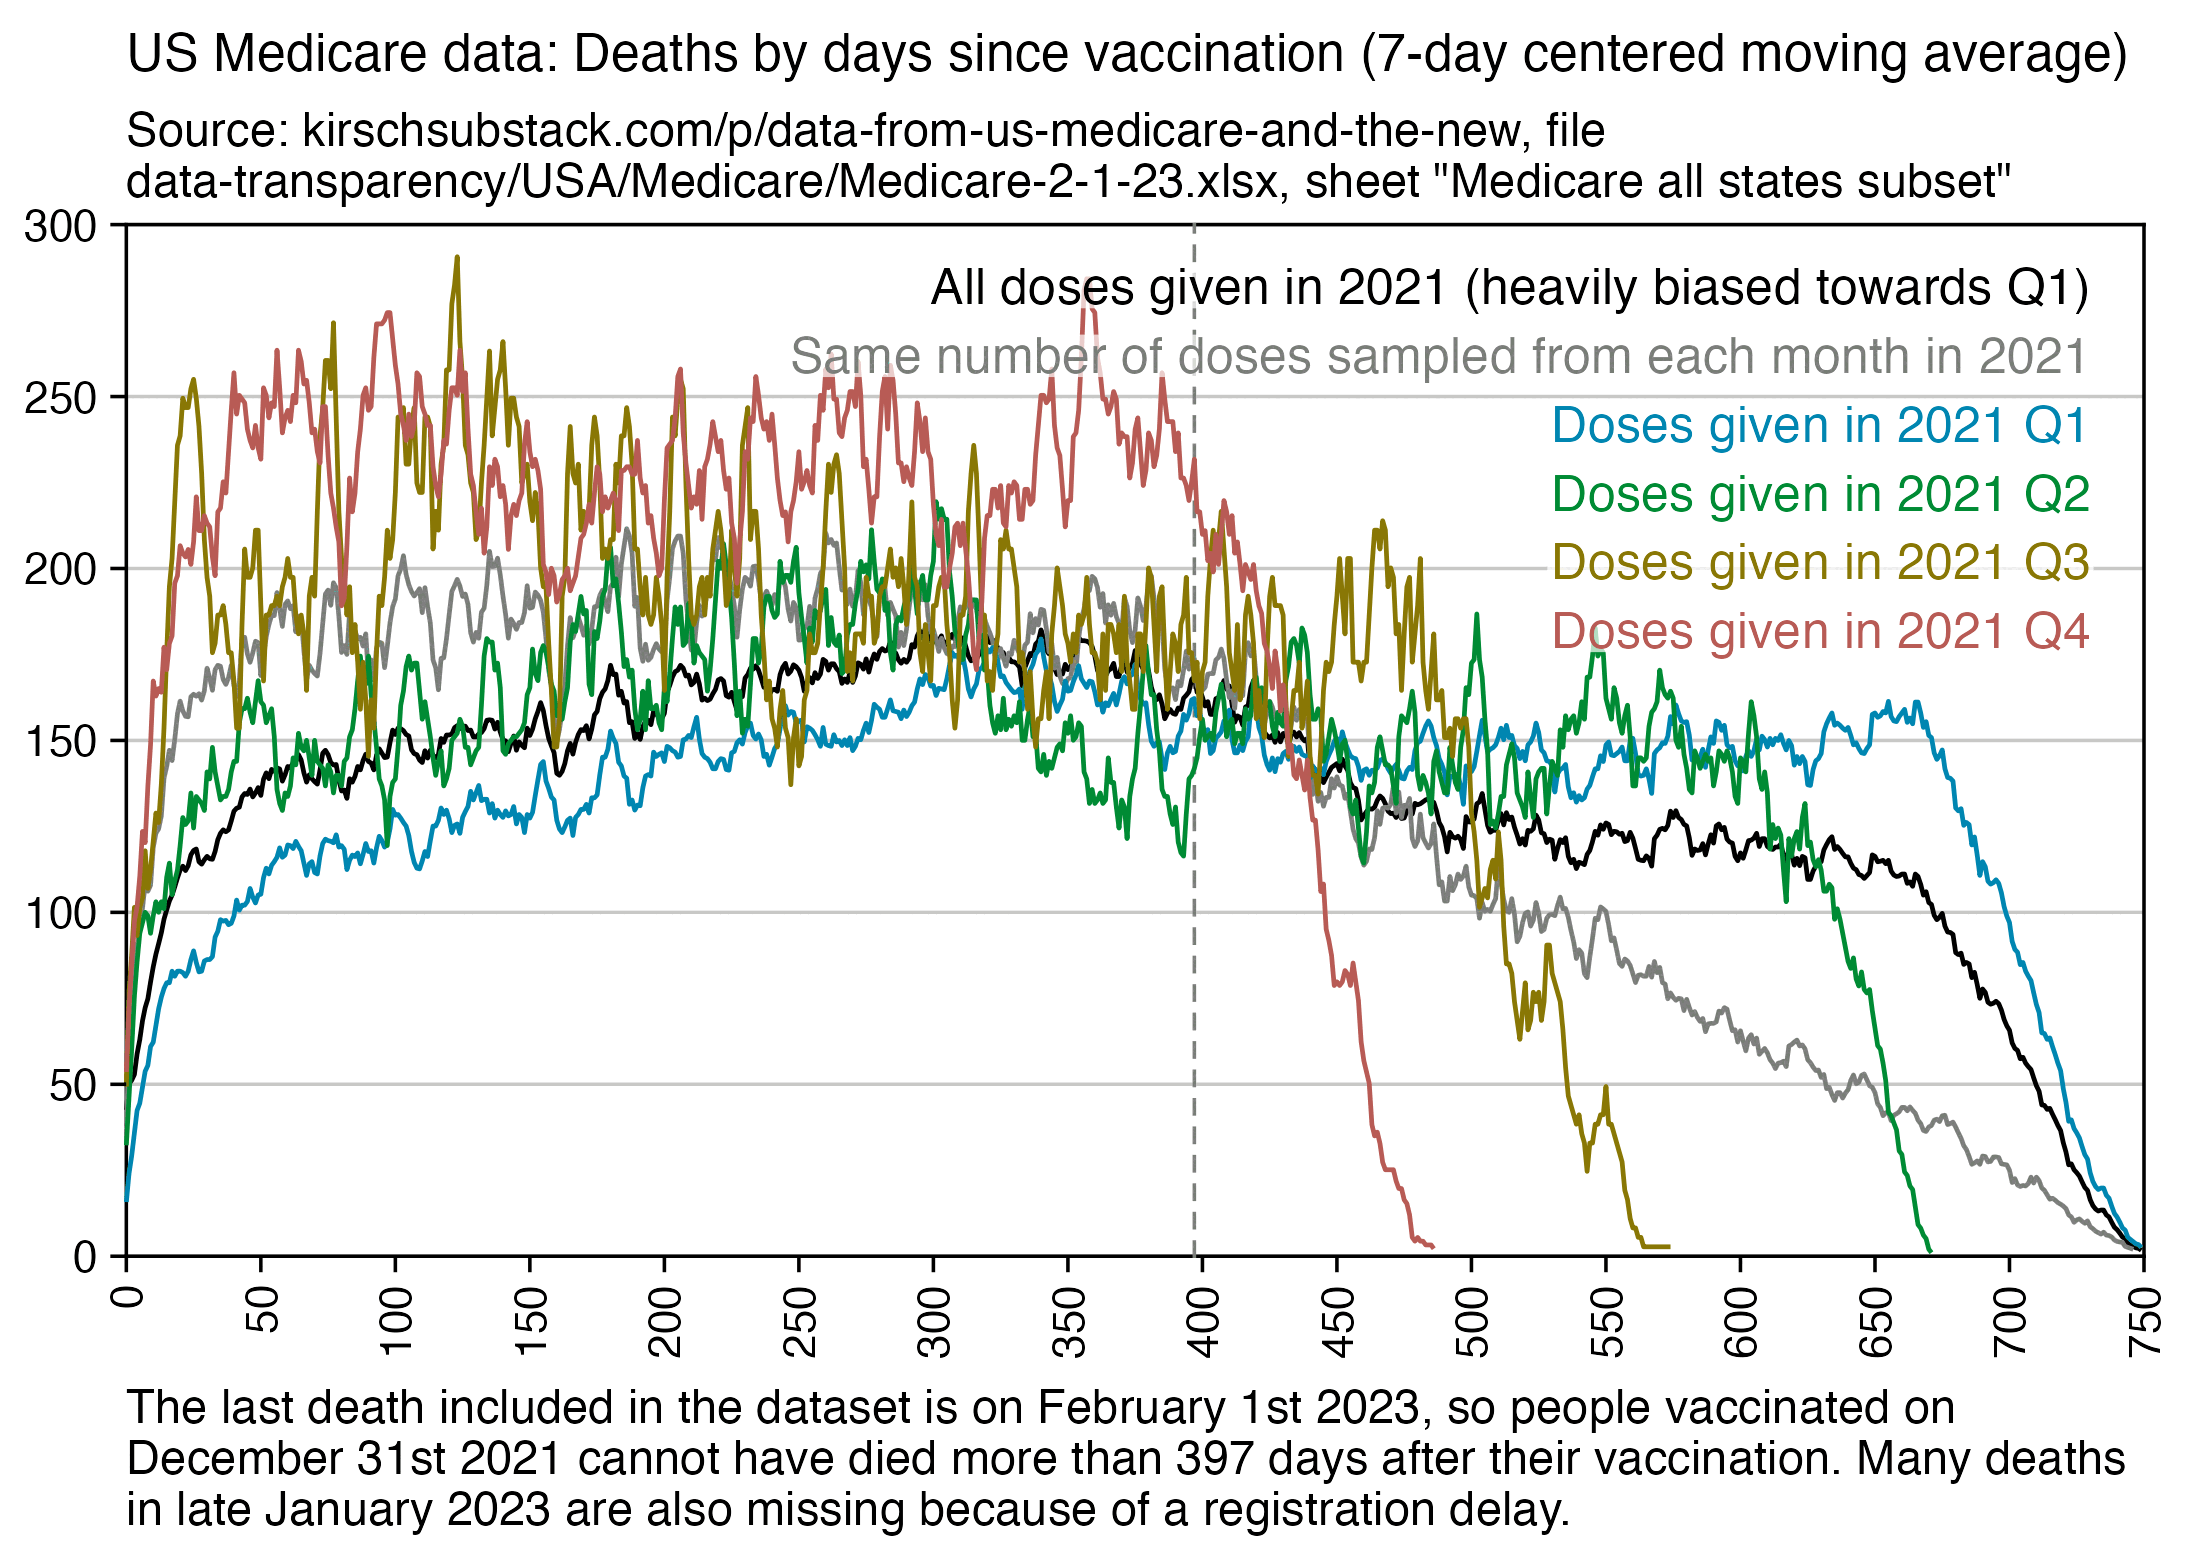 US Medicare data: Deaths by days since vaccination (7-day centered moving average)
Source: kirschsubstack.com/p/data-from-us-medicare-and-the-new, file
data-transparency/USA/Medicare/Medicare-2-1-23.xlsx, sheet "Medicare all states subset"
300
250
200
150
100
50
0
All doses given in 2021 (heavily biased towards Q1)
Same number of doses sampled from each month in 2021
Doses given in 2021 Q1
Doses given in 2021 Q2
Doses given in 2021 Q3
Doses given in 2021 Q4
0 50 100 150 200 250 300 350 400 450 500 550 600 650 700 750
The last death included in the dataset is on February 1st 2023, so people vaccinated on
December 31st 2021 cannot have died more than 397 days after their vaccination. Many deaths
in late January 2023 are also missing because of a registration delay.